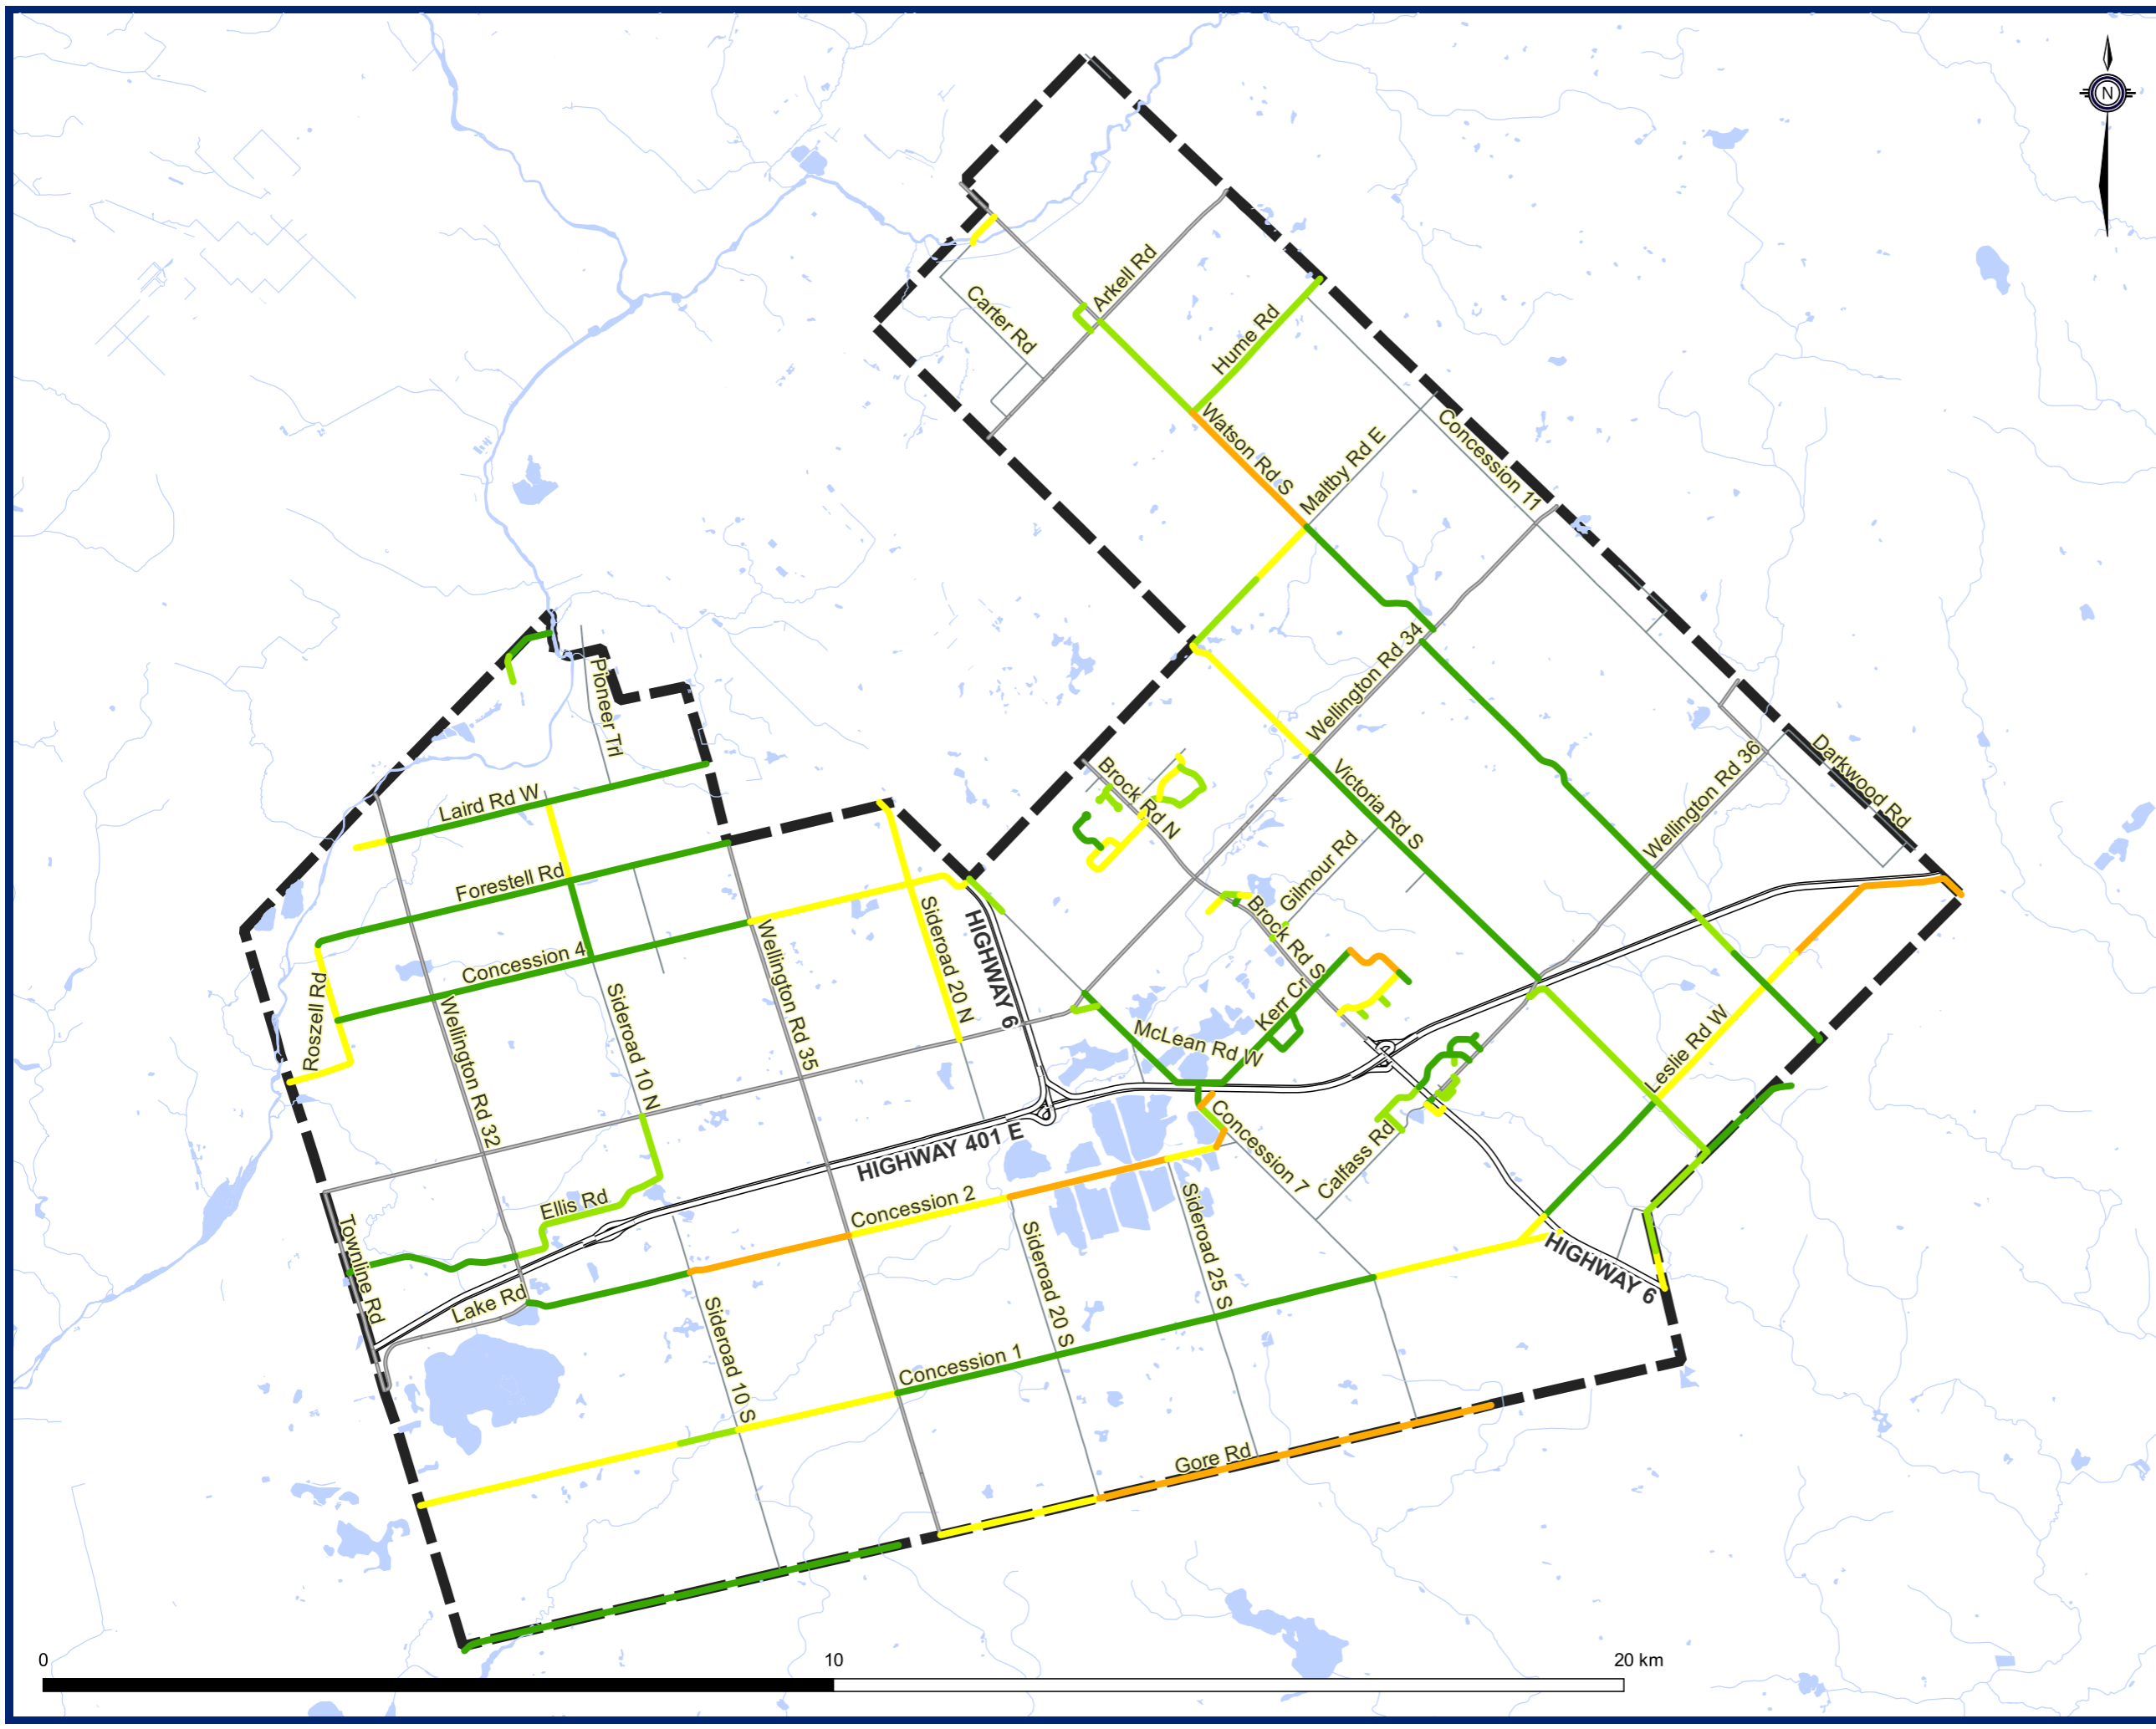 N
Arkell Rd
Carter Rd
Hume Rd
Watson Rd S
Maltby Rd E
Concession 11
Pioneer Trl
Wellington Rd 34
Brock Rd N
Victoria Rd S
Wellington Rd 36
Darkwood Rd
Laird Rd W
Forestell Rd
Gilmour Rd
Sideroad 20 N
HIGHWAY 6
Brock Rd S
Concession 4
Wellington Rd 35
Roszell Rd
Wellington Rd 32
Sideroad 10 N
Kerr Cr
McLean Rd W
Leslie Rd W
HIGHWAY 401 E
Concession 7
Calfass Rd
Ellis Rd
Concession 2
Townline Rd
Sideroad 20 S
Sideroad 25 S
HIGHWAY 6
Lake Rd
Sideroad 10 S
Concession 1
Gore Rd
0 10 20 km